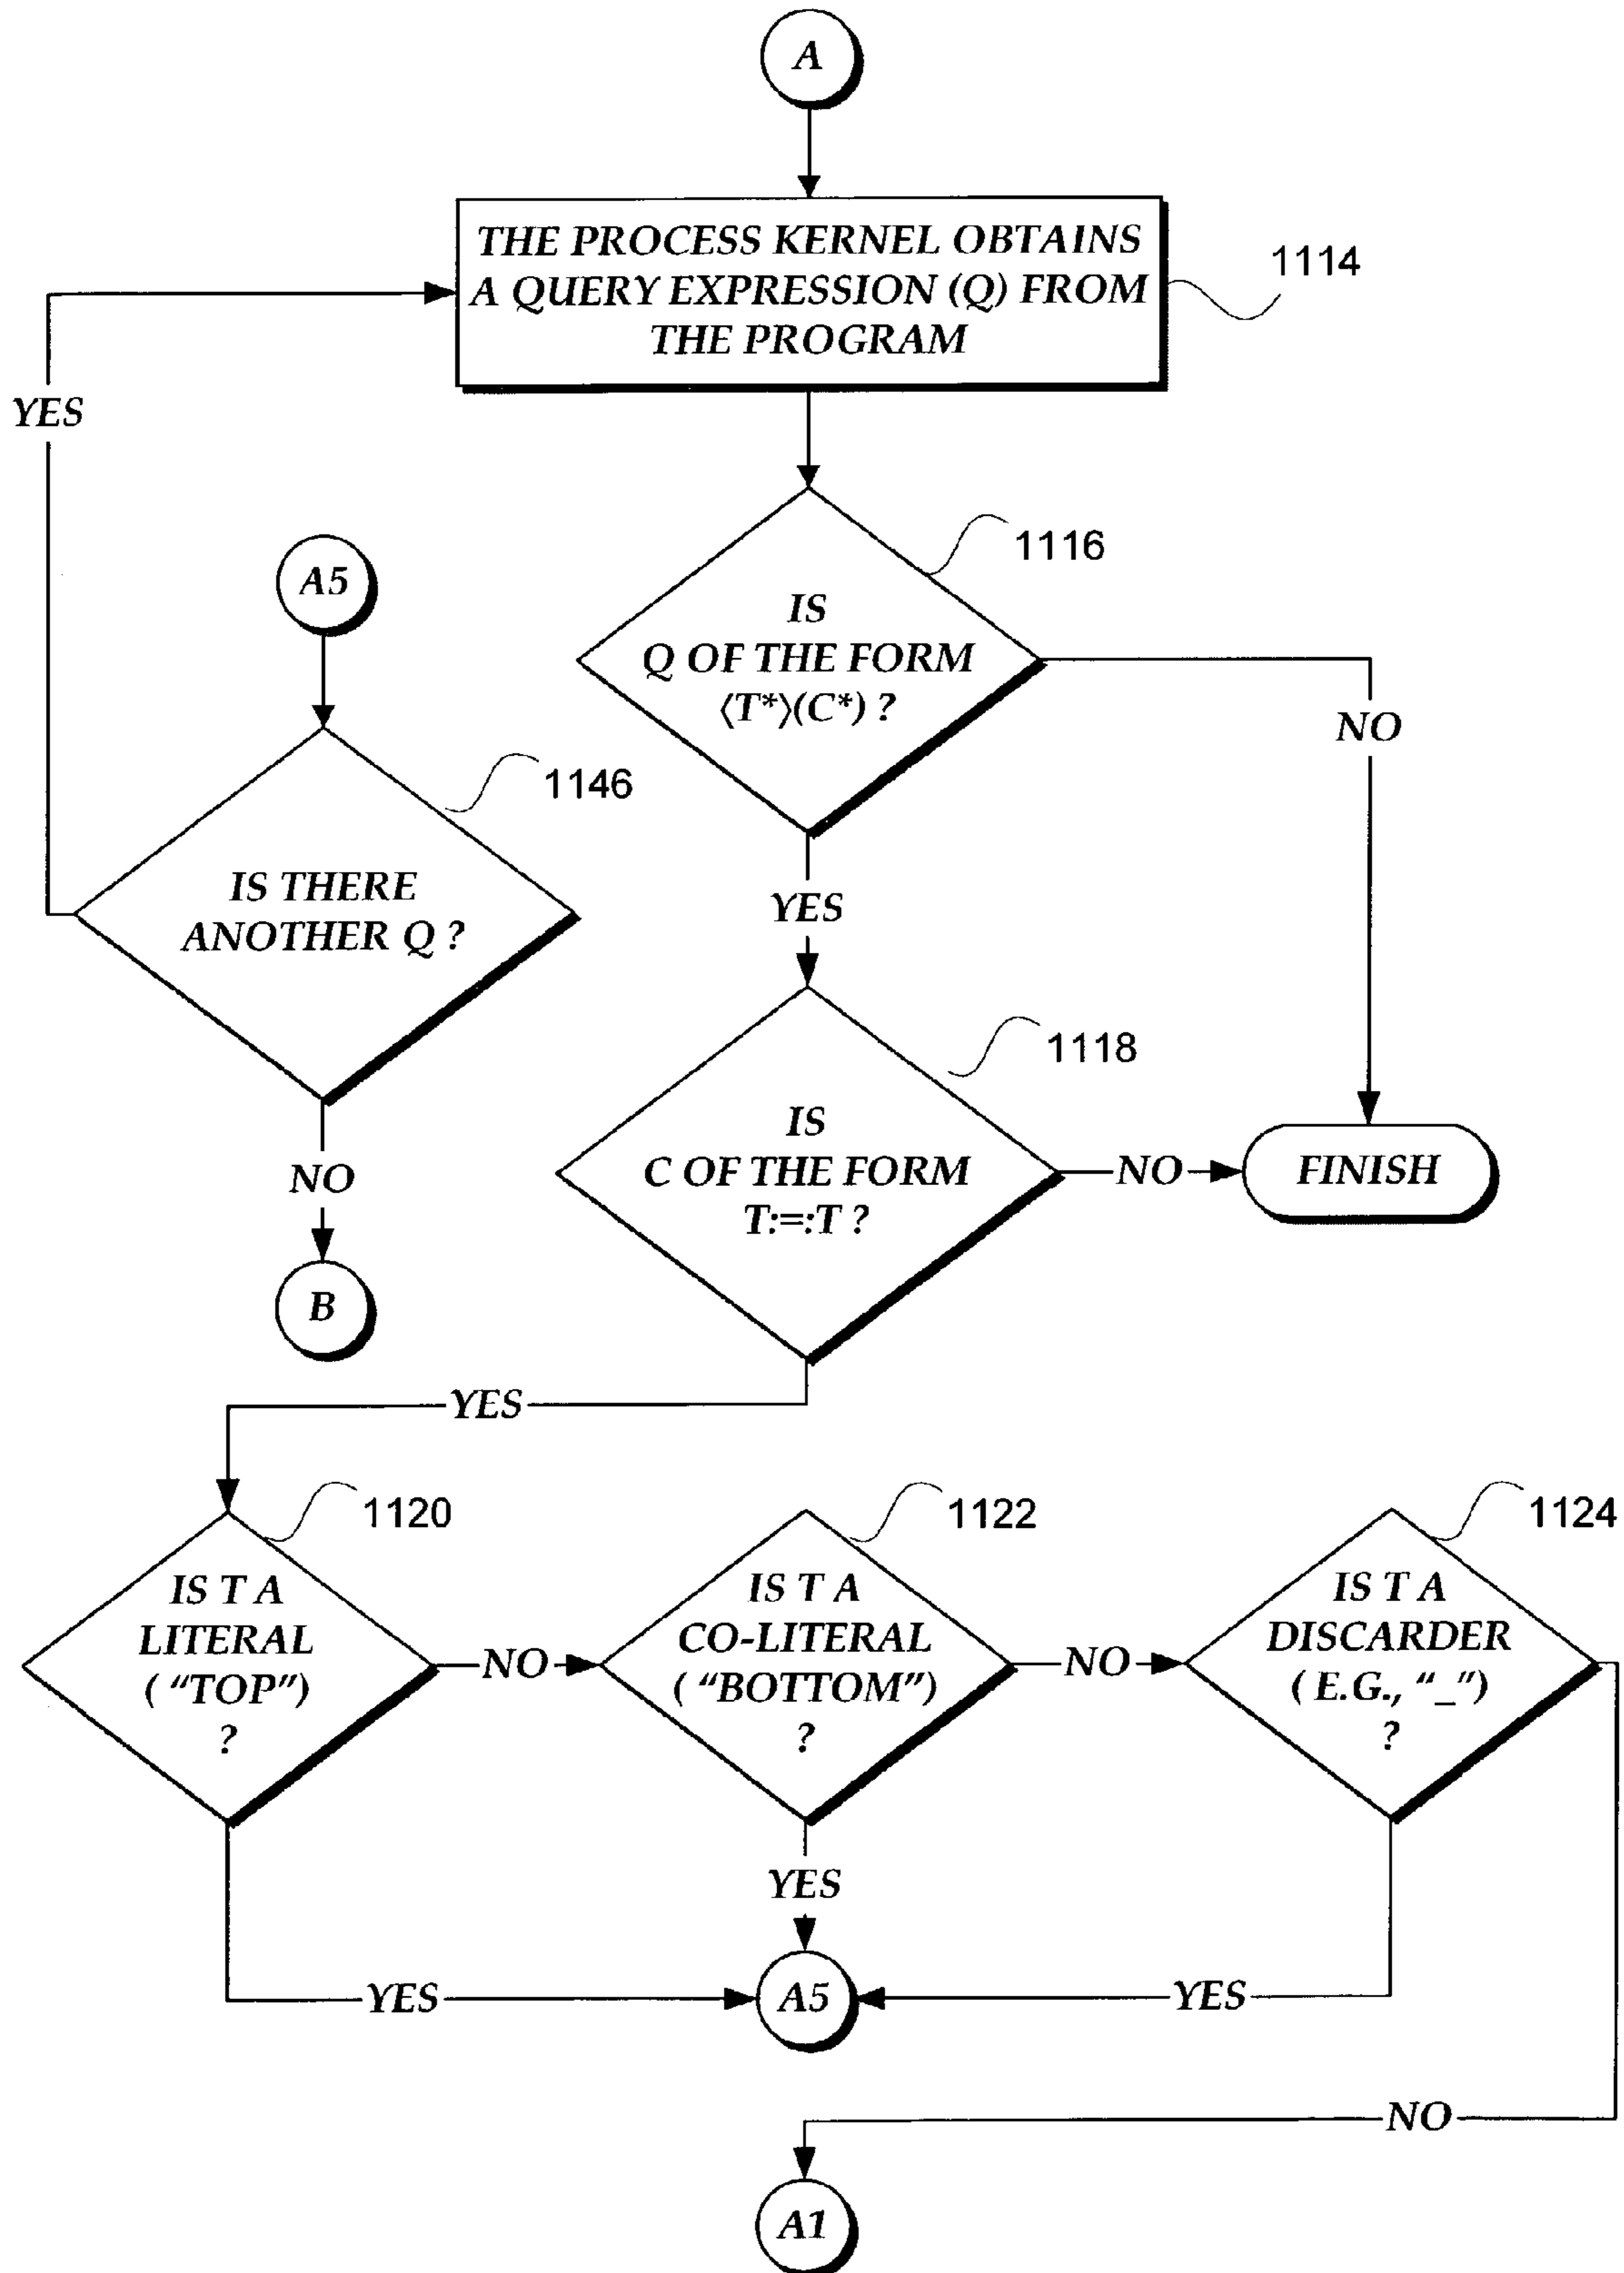 A
THE PROCESS KERNEL OBTAINS
A QUERY EXPRESSION (Q) FROM
THE PROGRAM
1114
YES
1116
IS
Q OF THE FORM
⟨T*⟩(C*) ?
NO
A5
1146
IS THERE
ANOTHER Q ?
YES
1118
IS
C OF THE FORM
T:=:T ?
NO
FINISH
NO
B
YES
1120
IS T A
LITERAL
( “TOP”)
?
NO
1122
IS T A
CO-LITERAL
( “BOTTOM”)
?
NO
1124
IS T A
DISCARDER
( E.G., “_”)
?
YES
YES
A5
YES
NO
A1